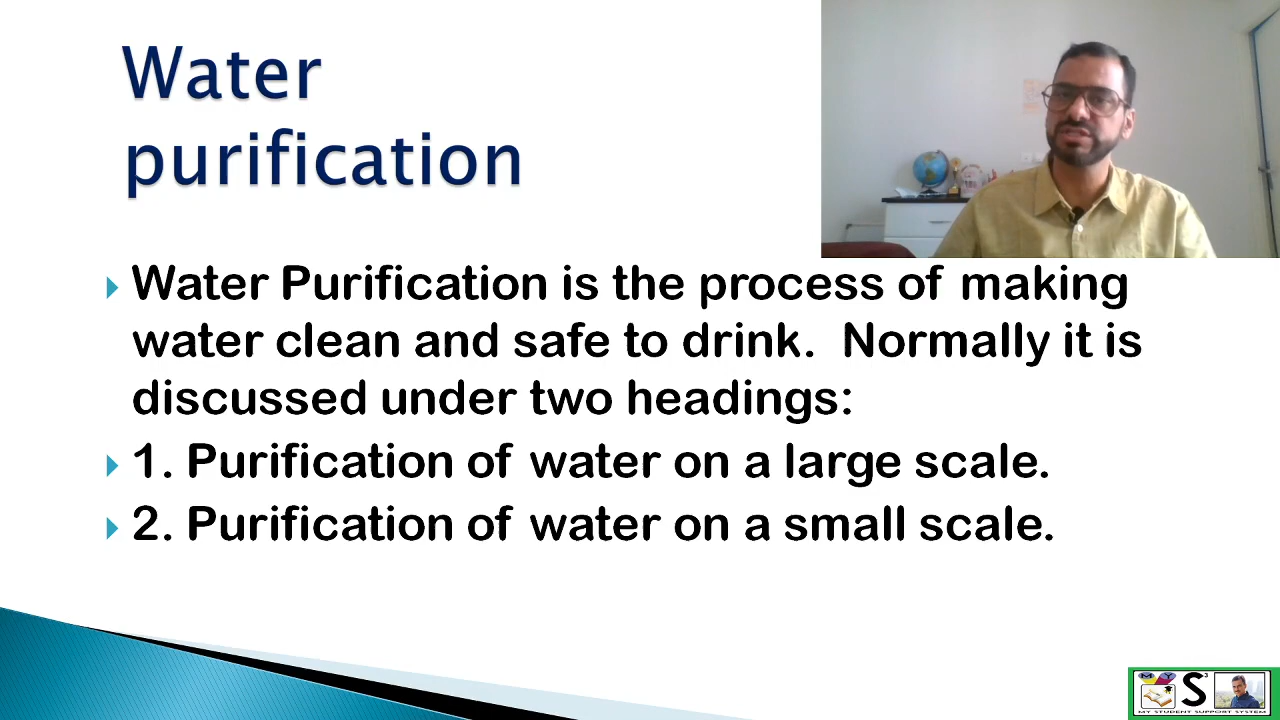 Water
purification
Water Purification is the process of making
water clean and safe to drink. Normally it is
discussed under two headings:
1. Purification of water on a large scale.
2. Purification of water on a small scale.
M Y
S³
MY STUDENT SUPPORT SYSTEM